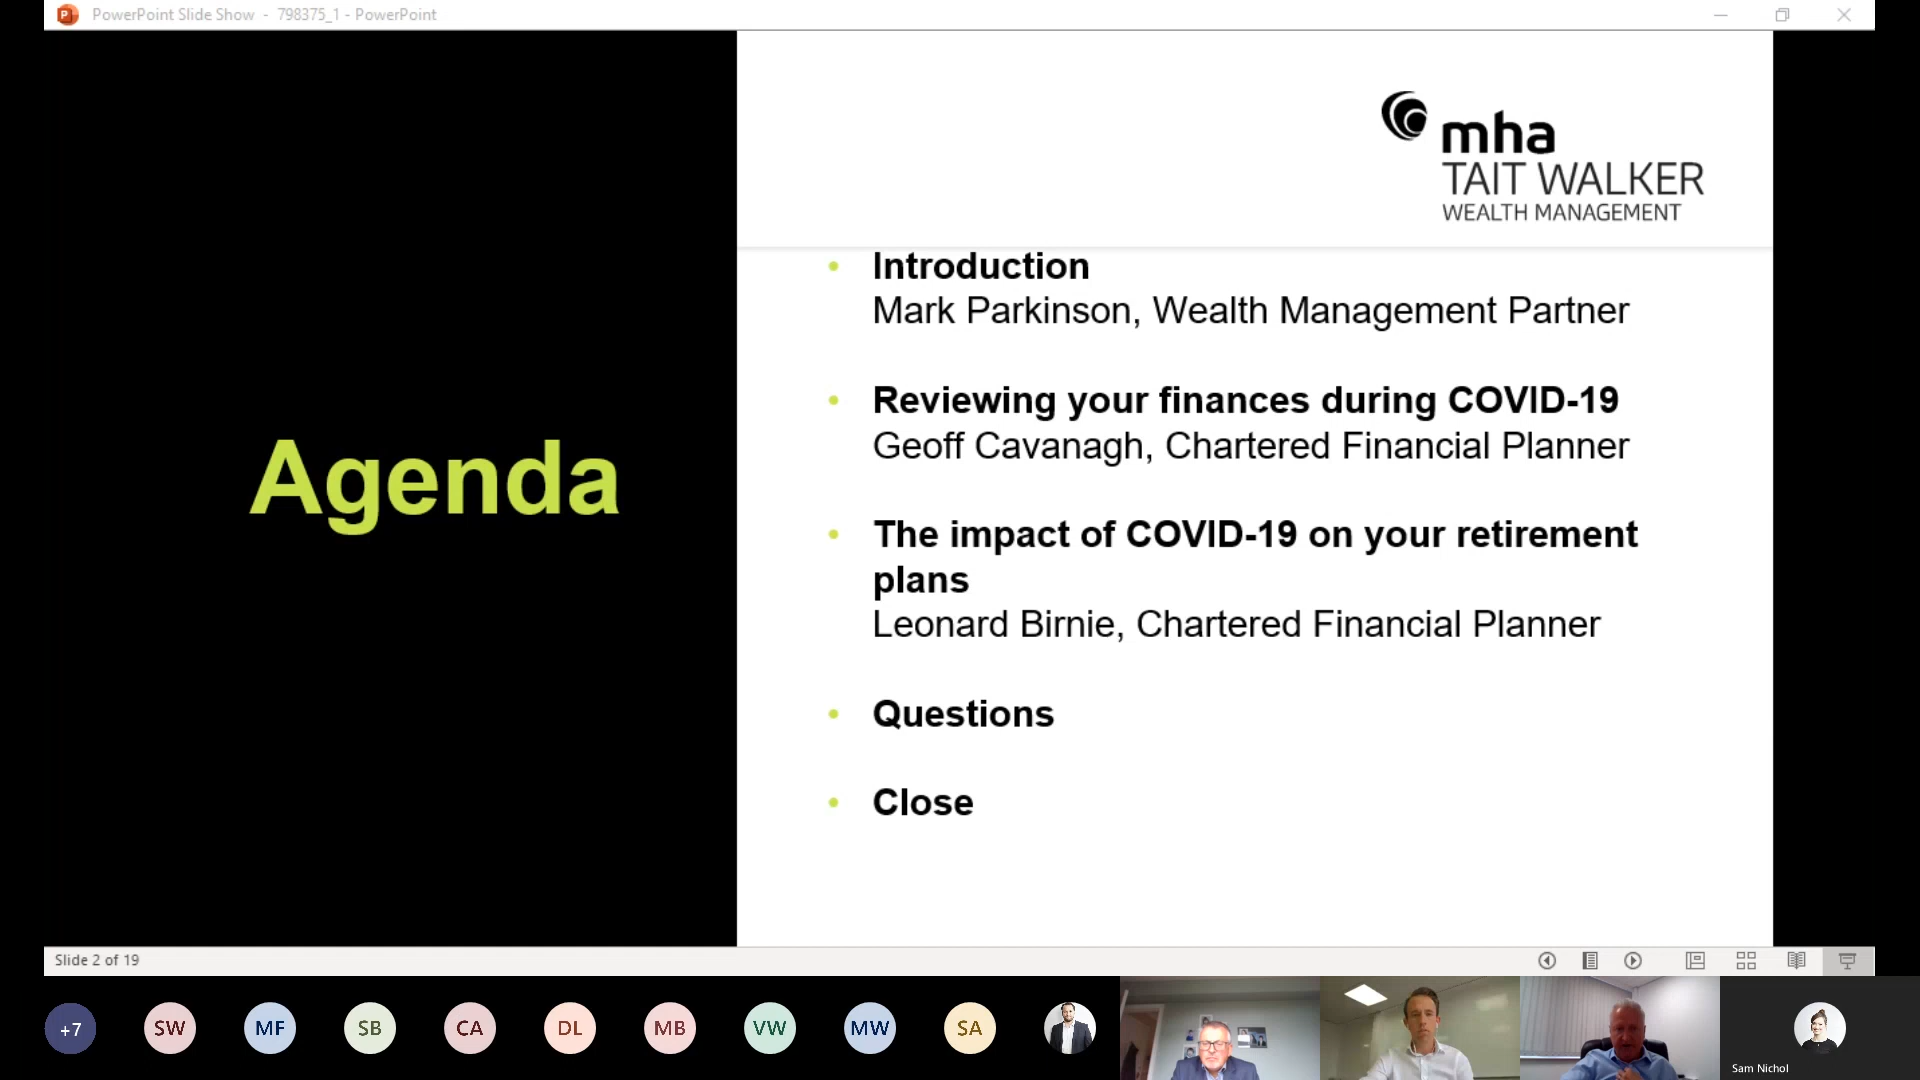 PowerPoint Slide Show - 798375_1 - PowerPoint
mha
TAIT WALKER
WEALTH MANAGEMENT
Agenda
• Introduction
Mark Parkinson, Wealth Management Partner
• Reviewing your finances during COVID-19
Geoff Cavanagh, Chartered Financial Planner
• The impact of COVID-19 on your retirement
plans
Leonard Birnie, Chartered Financial Planner
• Questions
• Close
Slide 2 of 19
+7 SW MF SB CA DL MB VW MW SA
Sam Nichol